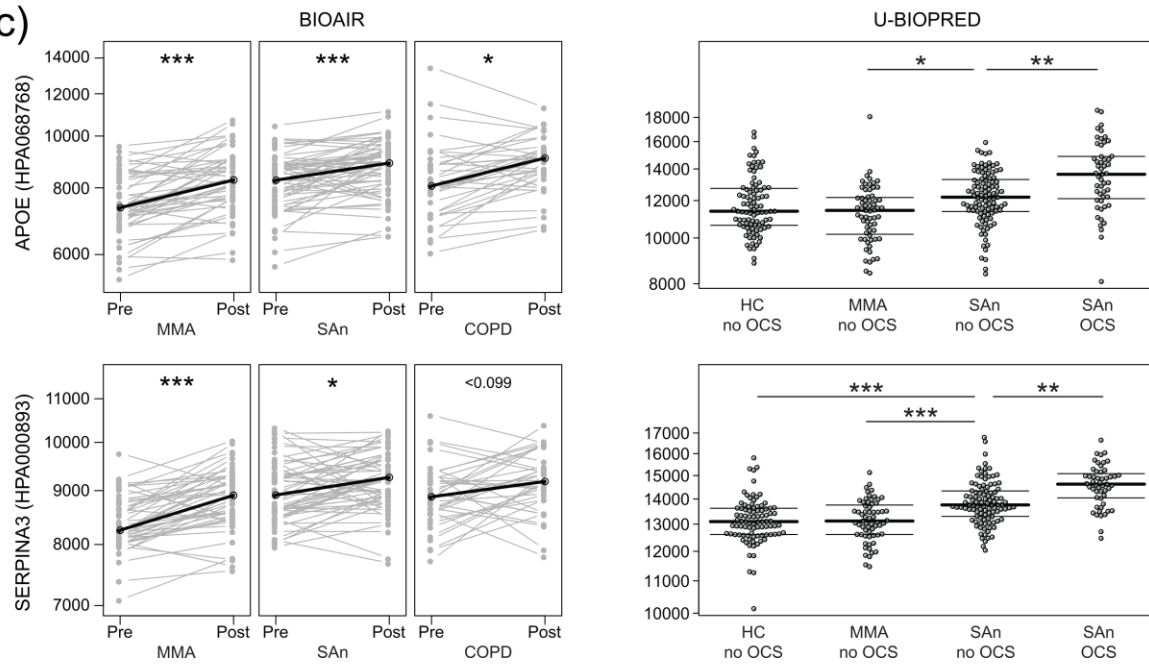 c)
BIOAIR
U-BIOPRED
APOE (HPA068768)
14000
12000
10000
8000
6000
***
***
*
Pre
Post
Pre
Post
Pre
Post
MMA
SAn
COPD
*
**
18000
16000
14000
12000
10000
8000
HC
no OCS
MMA
no OCS
SAn
no OCS
SAn
OCS
SERPINA3 (HPA000893)
11000
10000
9000
8000
7000
***
*
<0.099
Pre
Post
Pre
Post
Pre
Post
MMA
SAn
COPD
***
**
***
17000
16000
15000
14000
13000
12000
11000
10000
HC
no OCS
MMA
no OCS
SAn
no OCS
SAn
OCS